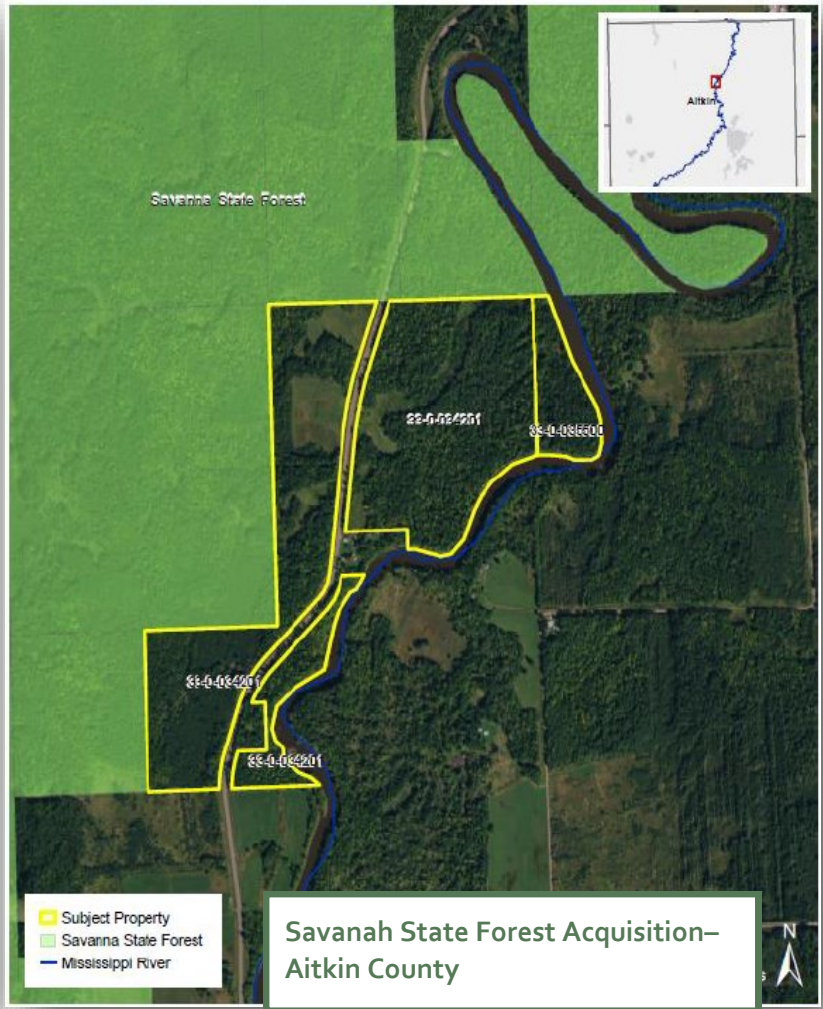 Aitkin
Savanna State Forest
33-0-034201
33-0-035500
33-0-034201
33-0-034201
Subject Property
Savanna State Forest
Mississippi River
Savanah State Forest Acquisition–
Aitkin County
N
s